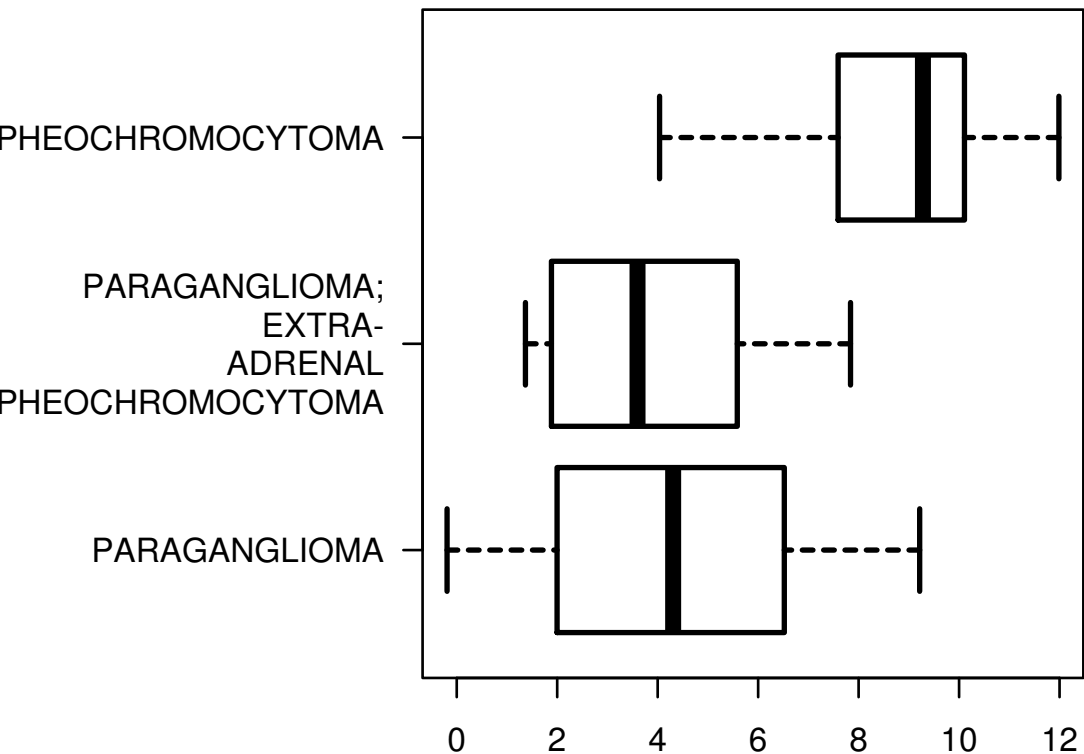 PHEOCHROMOCYTOMA
PARAGANGLIOMA;
EXTRA-
ADRENAL
PHEOCHROMOCYTOMA
PARAGANGLIOMA
0 2 4 6 8 10 12